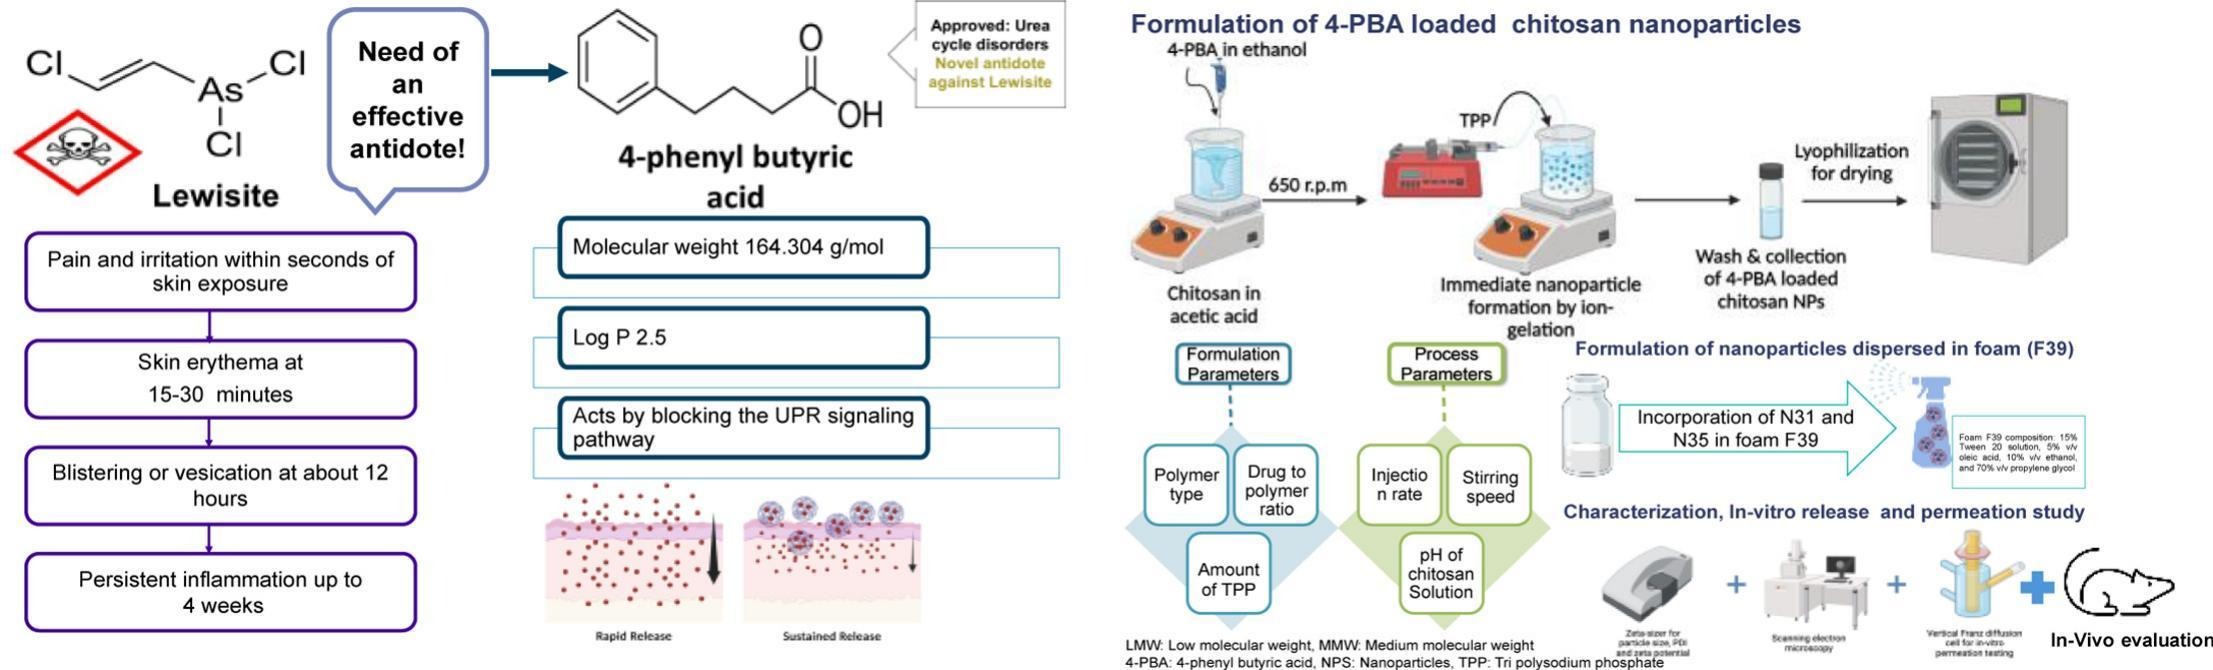 Cl
As
Cl
Cl
Lewisite
Need of
an
effective
antidote!
Pain and irritation within seconds of
skin exposure
Skin erythema at
15-30 minutes
Blistering or vesication at about 12
hours
Persistent inflammation up to
4 weeks
O
OH
4-phenyl butyric
acid
Approved: Urea
cycle disorders
Novel antidote
against Lewisite
Molecular weight 164.304 g/mol
Log P 2.5
Acts by blocking the UPR signaling
pathway
Rapid Release
Sustained Release
Formulation of 4-PBA loaded chitosan nanoparticles
4-PBA in ethanol
650 r.p.m
Chitosan in
acetic acid
TPP
Immediate nanoparticle
formation by ion-
gelation
Wash & collection
of 4-PBA loaded
chitosan NPs
Lyophilization
for drying
Formulation
Parameters
Polymer
type
Drug to
polymer
ratio
Amount
of TPP
Process
Parameters
Injectio
n rate
Stirring
speed
pH of
chitosan
Solution
Formulation of nanoparticles dispersed in foam (F39)
Incorporation of N31 and
N35 in foam F39
Foam F39 composition: 15%
Tween 20 solution, 5% v/v
oleic acid, 10% v/v ethanol,
and 70% v/v propylene glycol
Characterization, In-vitro release and permeation study
Zeta-sizer for
particle size, PDI
and zeta potential
Scanning electron
microscopy
Vertical Franz diffusion
cell for in-vitro
permeation testing
In-Vivo evaluation
LMW: Low molecular weight, MMW: Medium molecular weight
4-PBA: 4-phenyl butyric acid, NPS: Nanoparticles, TPP: Tri polysodium phosphate